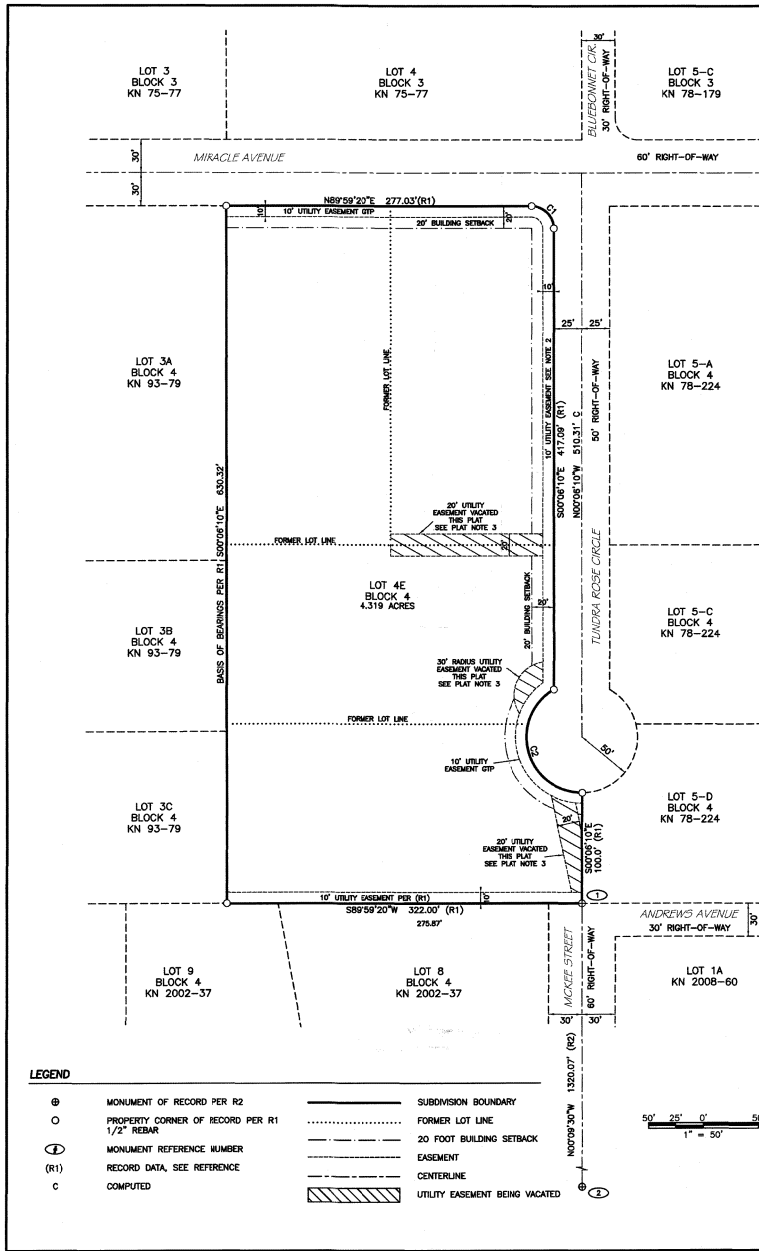 LOT 3
BLOCK 3
KN 75-77
LOT 4
BLOCK 3
KN 75-77
30'
BLUEBONNET CIR.
30' RIGHT-OF-WAY
LOT 5-C
BLOCK 3
KN 78-179
30'
MIRACLE AVENUE
60' RIGHT-OF-WAY
30'
N89°59'20"E 277.03'(R1)
10'
10' UTILITY EASEMENT GTP
20' BUILDING SETBACK
20'
C1
10'
25' 25'
LOT 3A
BLOCK 4
KN 93-79
FORMER LOT LINE
10' UTILITY EASEMENT SEE NOTE 2
S00°06'10"E 417.09' (R1)
N00°06'10"W 510.31' C
50' RIGHT-OF-WAY
LOT 5-A
BLOCK 4
KN 78-224
BASIS OF BEARINGS PER R1 S00°06'10"E 630.32'
20' UTILITY
EASEMENT VACATED
THIS PLAT
SEE PLAT NOTE 3
FORMER LOT LINE
20'
LOT 4E
BLOCK 4
4.319 ACRES
20' BUILDING SETBACK
20'
TUNDRA ROSE CIRCLE
LOT 3B
BLOCK 4
KN 93-79
LOT 5-C
BLOCK 4
KN 78-224
30' RADIUS UTILITY
EASEMENT VACATED
THIS PLAT
SEE PLAT NOTE 3
FORMER LOT LINE
C2
50'
10' UTILITY
EASEMENT GTP
LOT 3C
BLOCK 4
KN 93-79
LOT 5-D
BLOCK 4
KN 78-224
20'
20' UTILITY
EASEMENT VACATED
THIS PLAT
SEE PLAT NOTE 3
S00°06'10"E
100.0' (R1)
10' UTILITY EASEMENT PER (R1)
10'
1
S89°59'20"W 322.00' (R1)
275.87'
ANDREWS AVENUE
30' RIGHT-OF-WAY
30'
LOT 9
BLOCK 4
KN 2002-37
LOT 8
BLOCK 4
KN 2002-37
MCKEE STREET
60' RIGHT-OF-WAY
LOT 1A
KN 2008-60
30' 30'
N00°09'30"W 1320.07' (R2)
2
LEGEND
MONUMENT OF RECORD PER R2
PROPERTY CORNER OF RECORD PER R1
1/2" REBAR
MONUMENT REFERENCE NUMBER
(R1) RECORD DATA, SEE REFERENCE
C COMPUTED
SUBDIVISION BOUNDARY
FORMER LOT LINE
20 FOOT BUILDING SETBACK
EASEMENT
CENTERLINE
UTILITY EASEMENT BEING VACATED
50' 25' 0' 50
1" = 50'